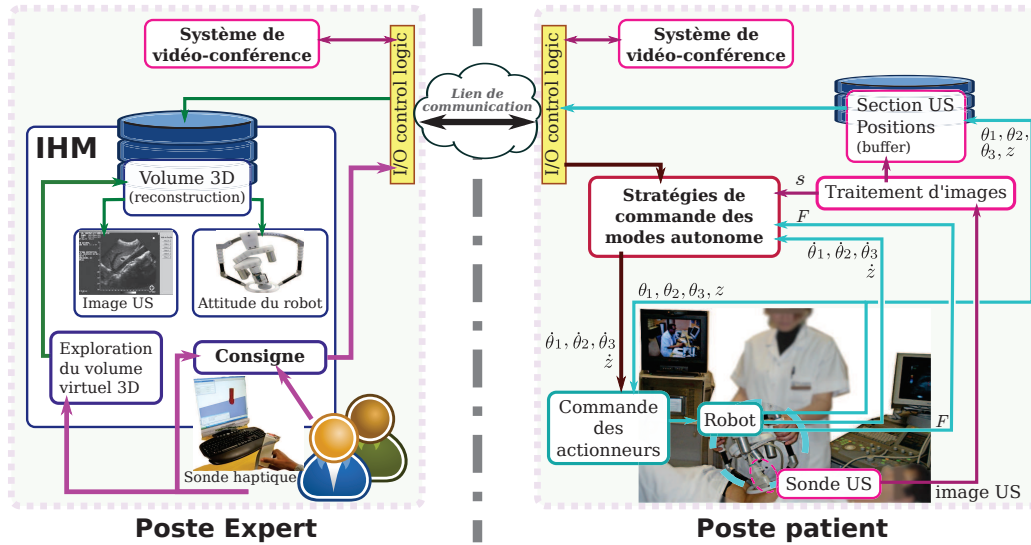 Système de
vidéo-conférence
I/O control logic
Lien de
communication
I/O control logic
Système de
vidéo-conférence
IHM
Volume 3D
(reconstruction)
Image US
Attitude du robot
Exploration
du volume
virtuel 3D
Consigne
Sonde haptique
Poste Expert
Section US
Positions
(buffer)
θ1, θ2,
θ3, z
s
Traitement d'images
Stratégies de
commande des
modes autonome
F
θ̇1, θ̇2, θ̇3
ż
θ1, θ2, θ3, z
θ̇1, θ̇2, θ̇3
ż
Commande
des
actionneurs
Robot
F
Sonde US
image US
Poste patient